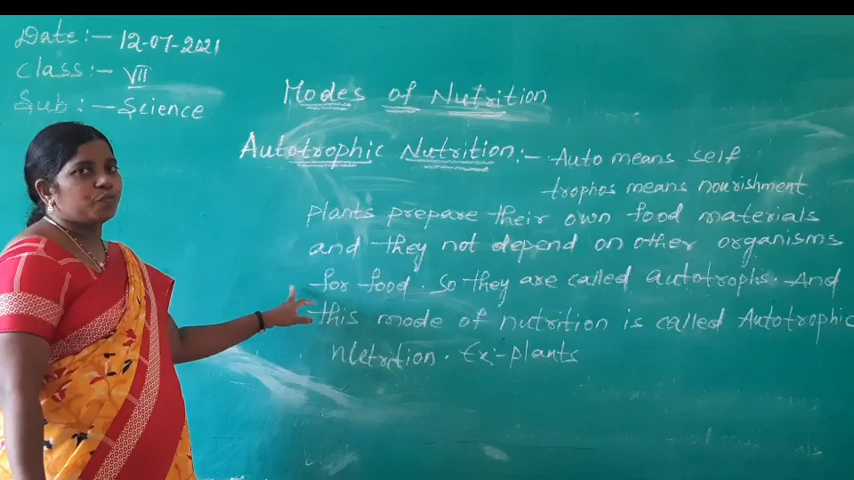 Date:- 12-07-2021
Class:- VII
Sub:- Science
Modes of Nutrition
Autotrophic Nutrition:- Auto means self
trophos means nourishment
plants prepare their own food materials
and they not depend on other organisms
for food. So they are called autotrophs. And
this mode of nutrition is called Autotrophic
nutrition. Ex:- plants